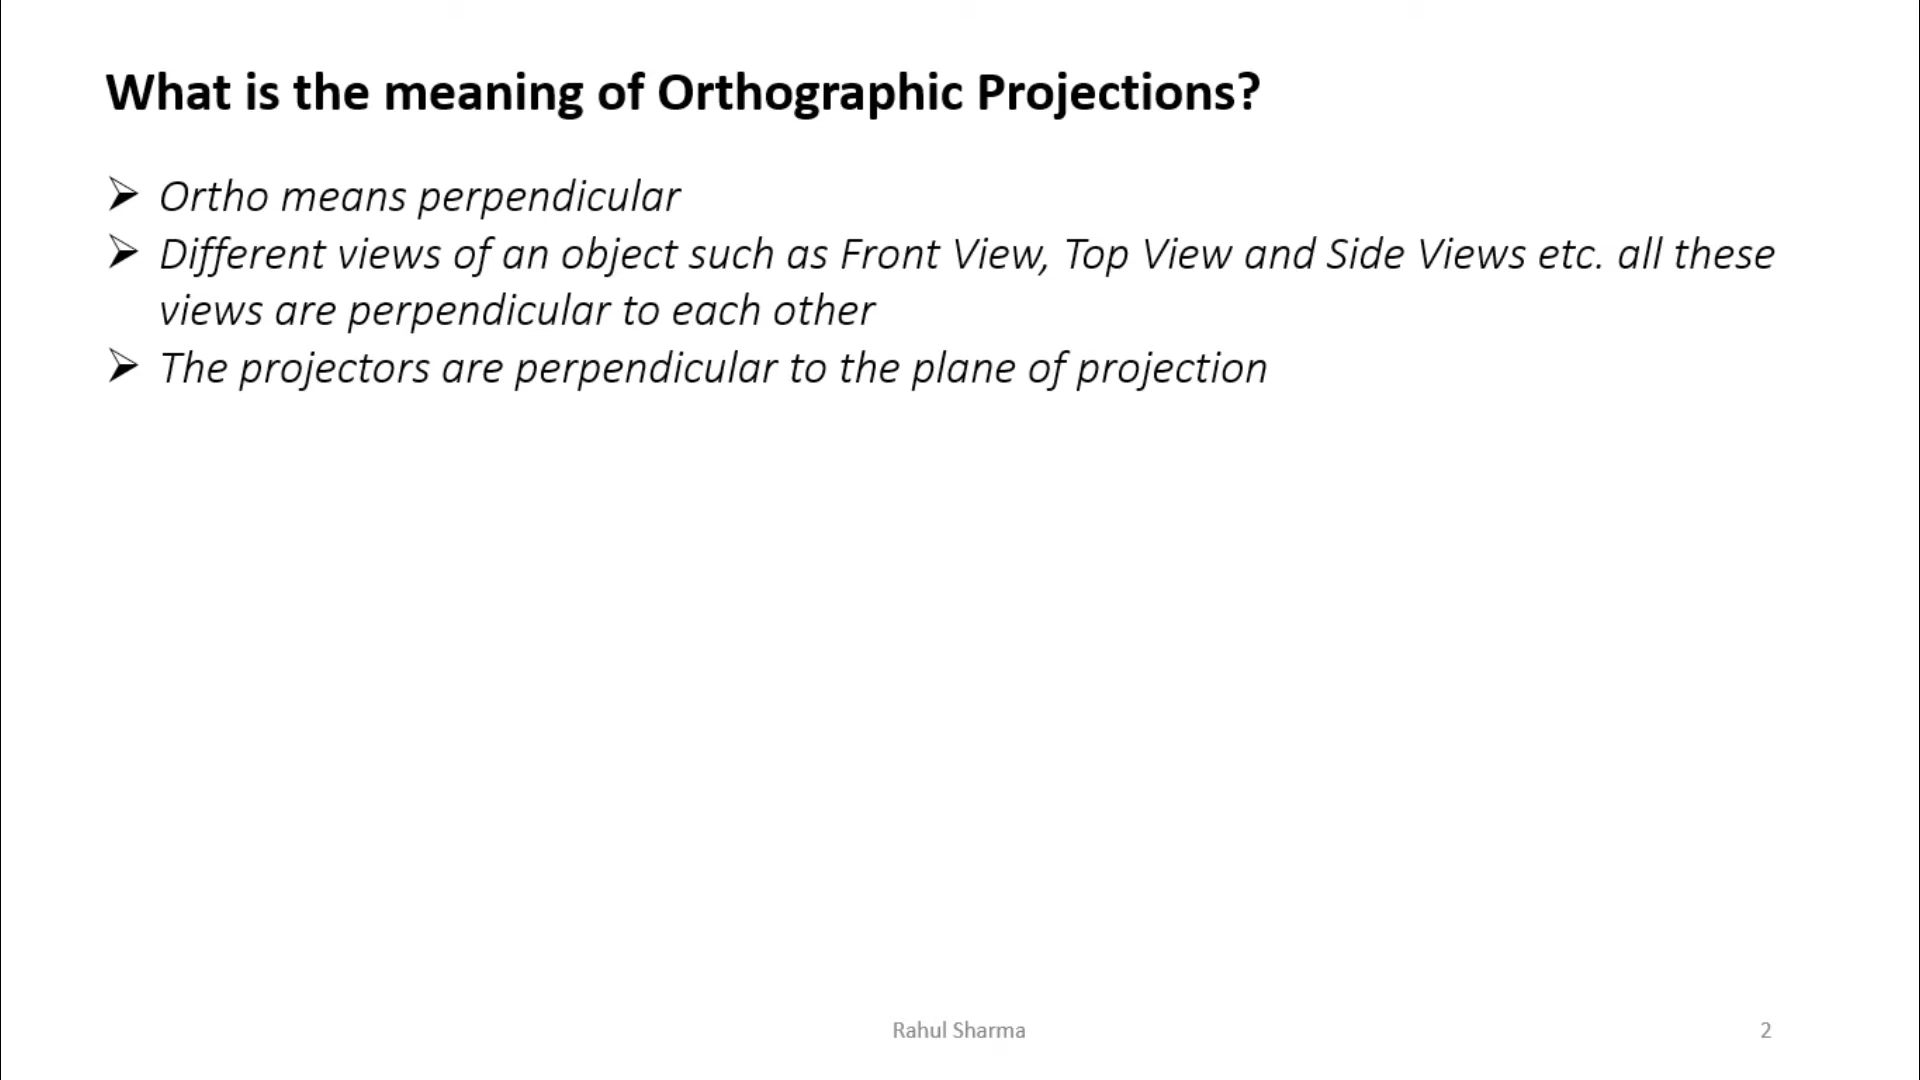 What is the meaning of Orthographic Projections?
➢ Ortho means perpendicular
➢ Different views of an object such as Front View, Top View and Side Views etc. all these
views are perpendicular to each other
➢ The projectors are perpendicular to the plane of projection
Rahul Sharma
2